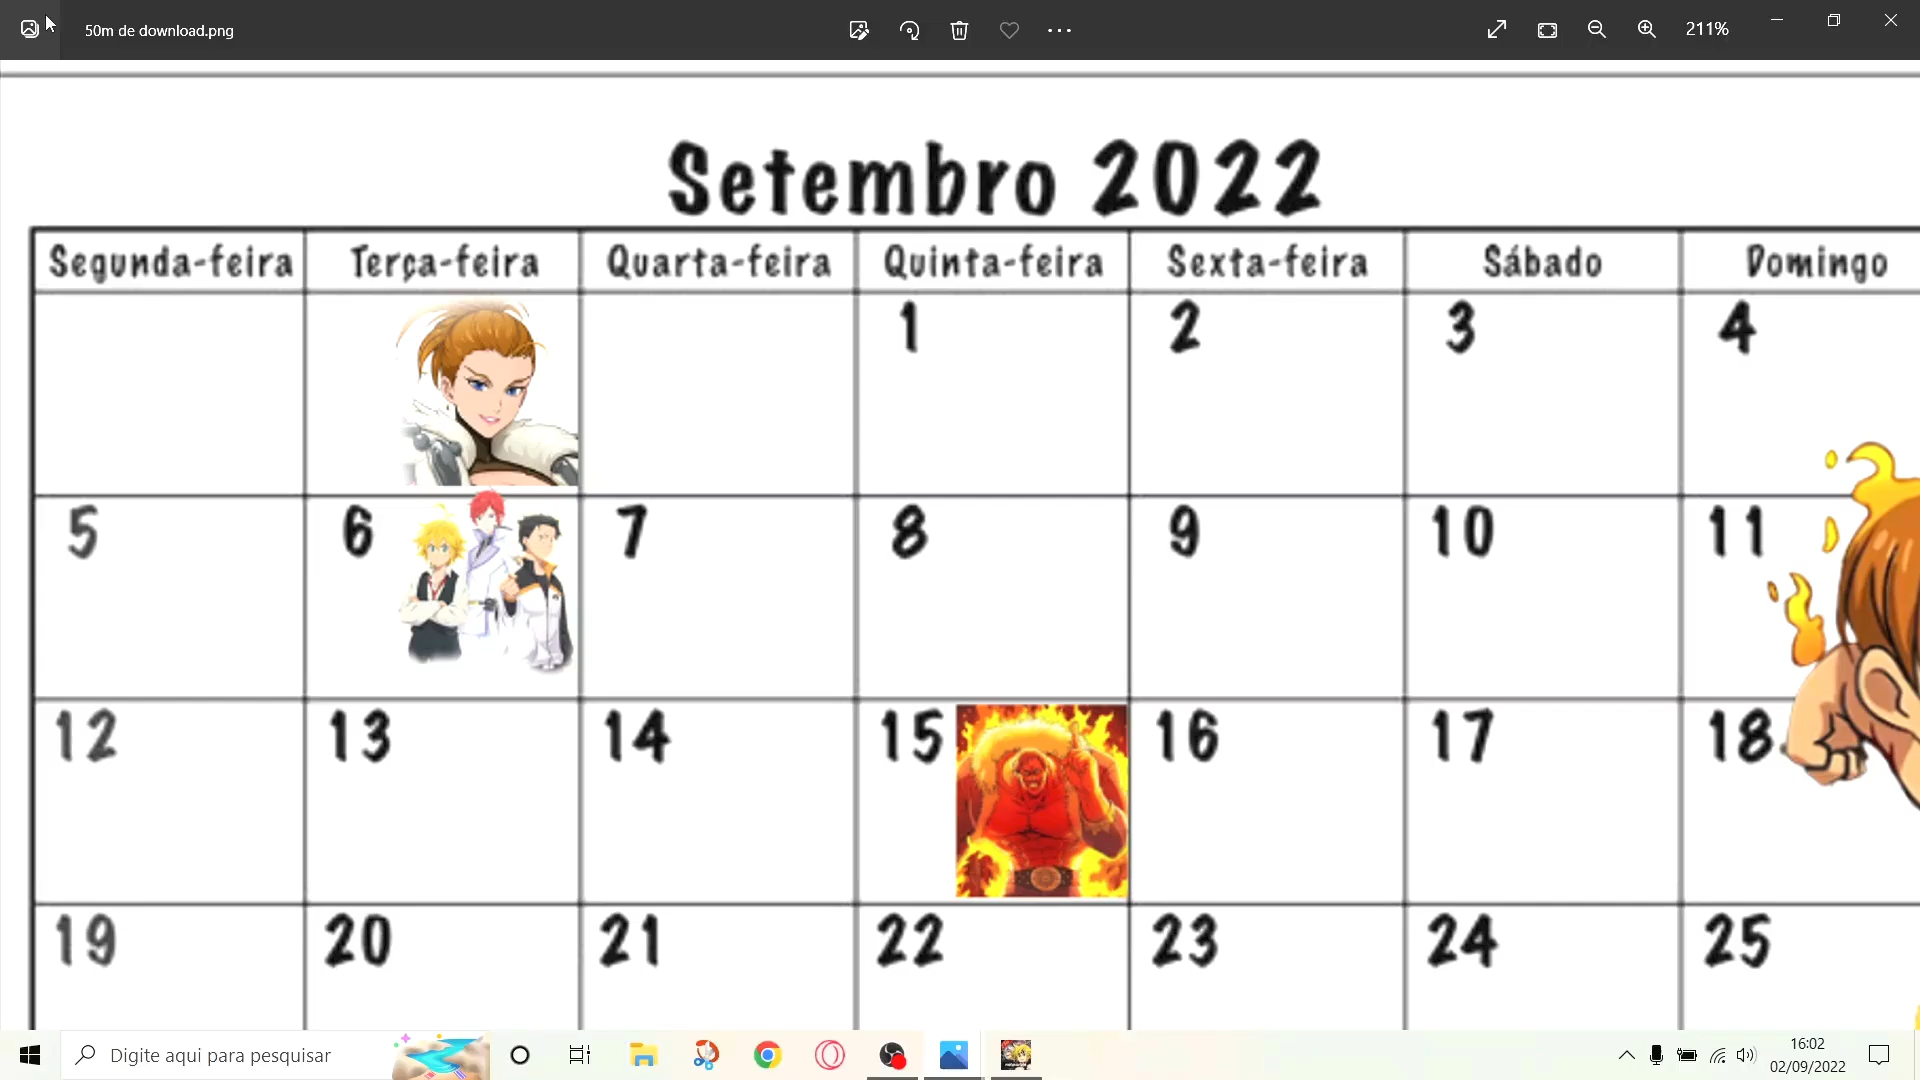 50m de download.png
211%
Setembro 2022
Segunda-feira Terça-feira Quarta-feira Quinta-feira Sexta-feira Sábado Domingo
1 2 3 4
5 6 7 8 9 10 11
12 13 14 15 16 17 18
19 20 21 22 23 24 25
Digite aqui para pesquisar
16:02
02/09/2022